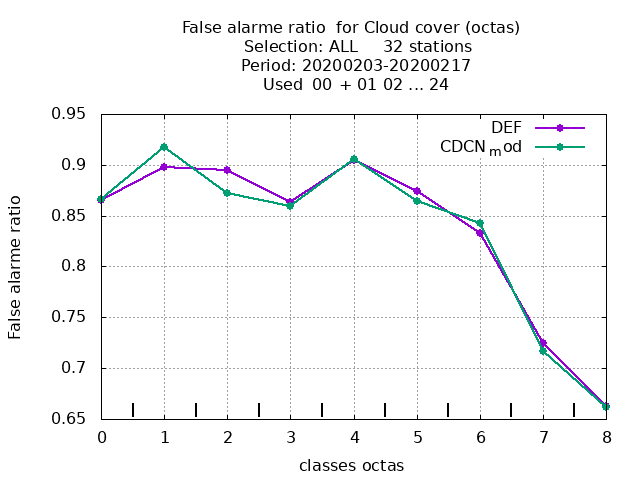 False alarme ratio  for Cloud cover (octas)
Selection: ALL     32 stations
Period: 20200203-20200217
Used  00 + 01 02 ... 24
DEF
CDCNmod
0.95
0.9
0.85
0.8
0.75
0.7
0.65
False alarme ratio
0 1 2 3 4 5 6 7 8
classes octas